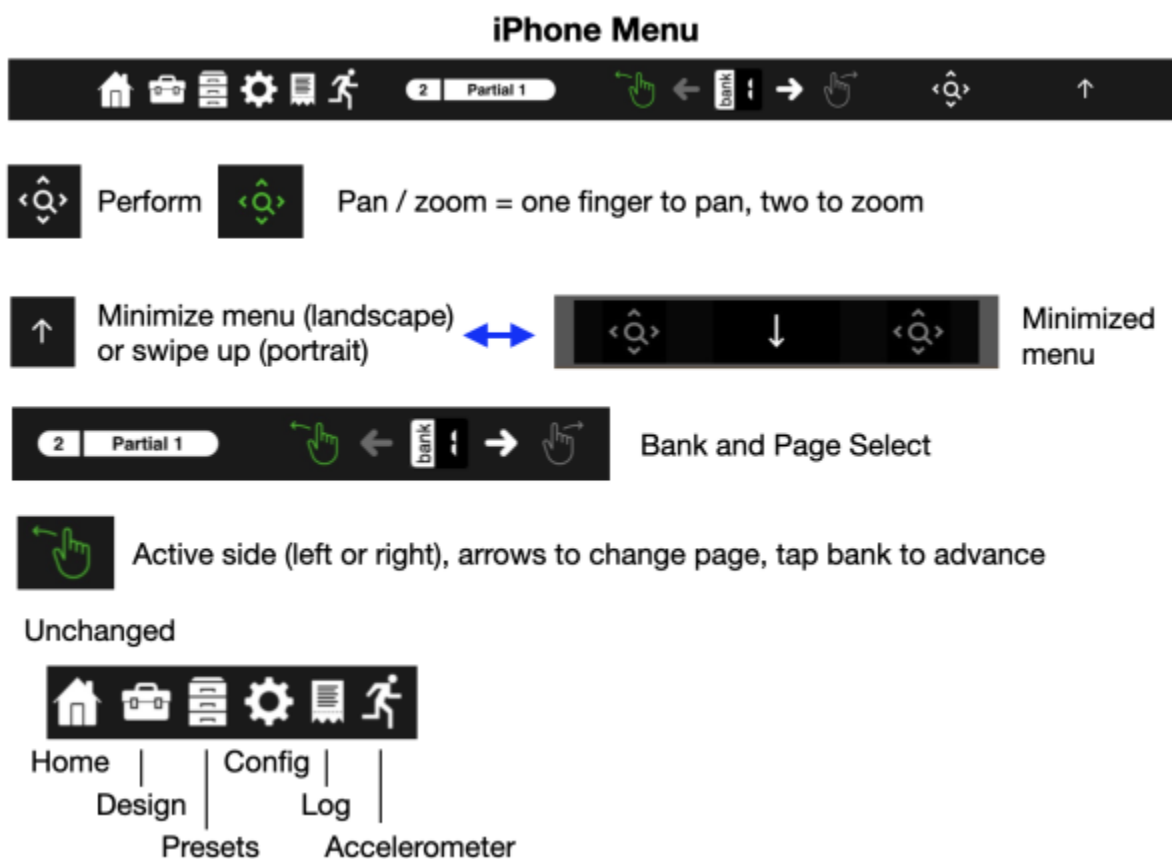 iPhone Menu
2 Partial 1 bank 1
Perform
Pan / zoom = one finger to pan, two to zoom
Minimize menu (landscape)
or swipe up (portrait)
Minimized
menu
2 Partial 1 bank 1
Bank and Page Select
Active side (left or right), arrows to change page, tap bank to advance
Unchanged
Home
Config
Design
Log
Presets
Accelerometer